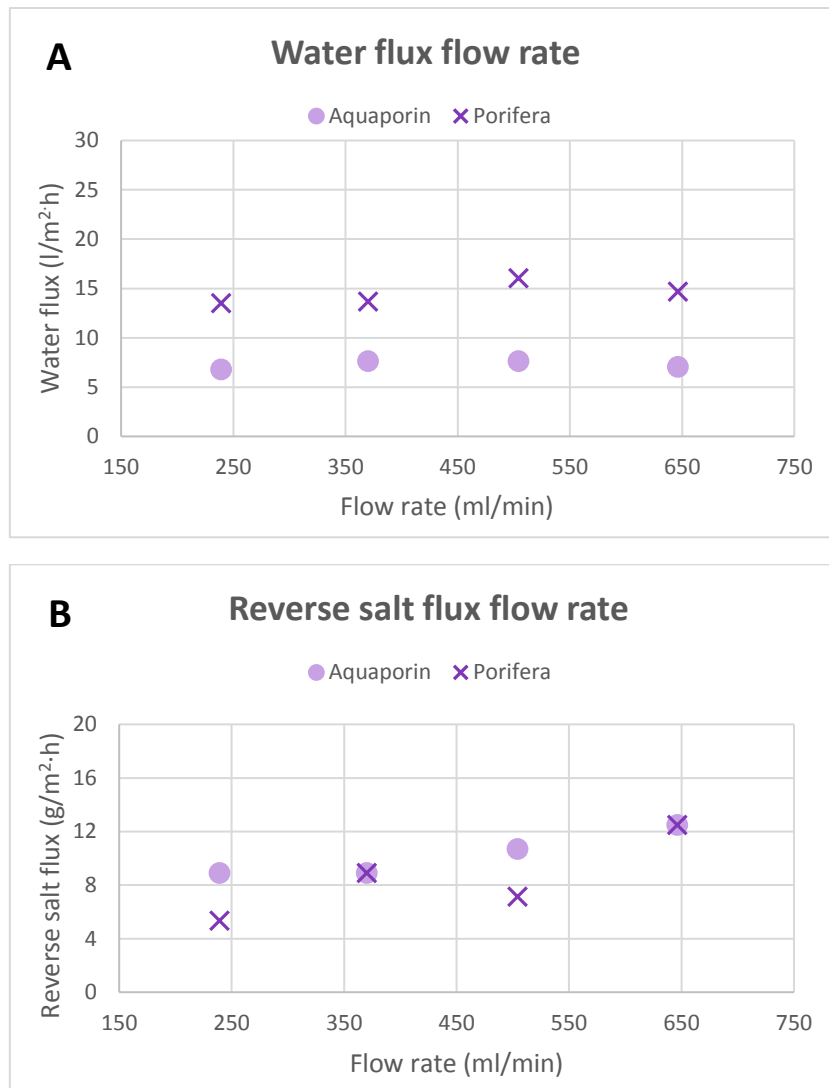 A
Water flux flow rate
Aquaporin Porifera
30
25
20
15
10
5
0
Water flux (l/m²·h)
150 250 350 450 550 650 750
Flow rate (ml/min)
B
Reverse salt flux flow rate
Aquaporin Porifera
20
16
12
8
4
0
Reverse salt flux (g/m²·h)
150 250 350 450 550 650 750
Flow rate (ml/min)